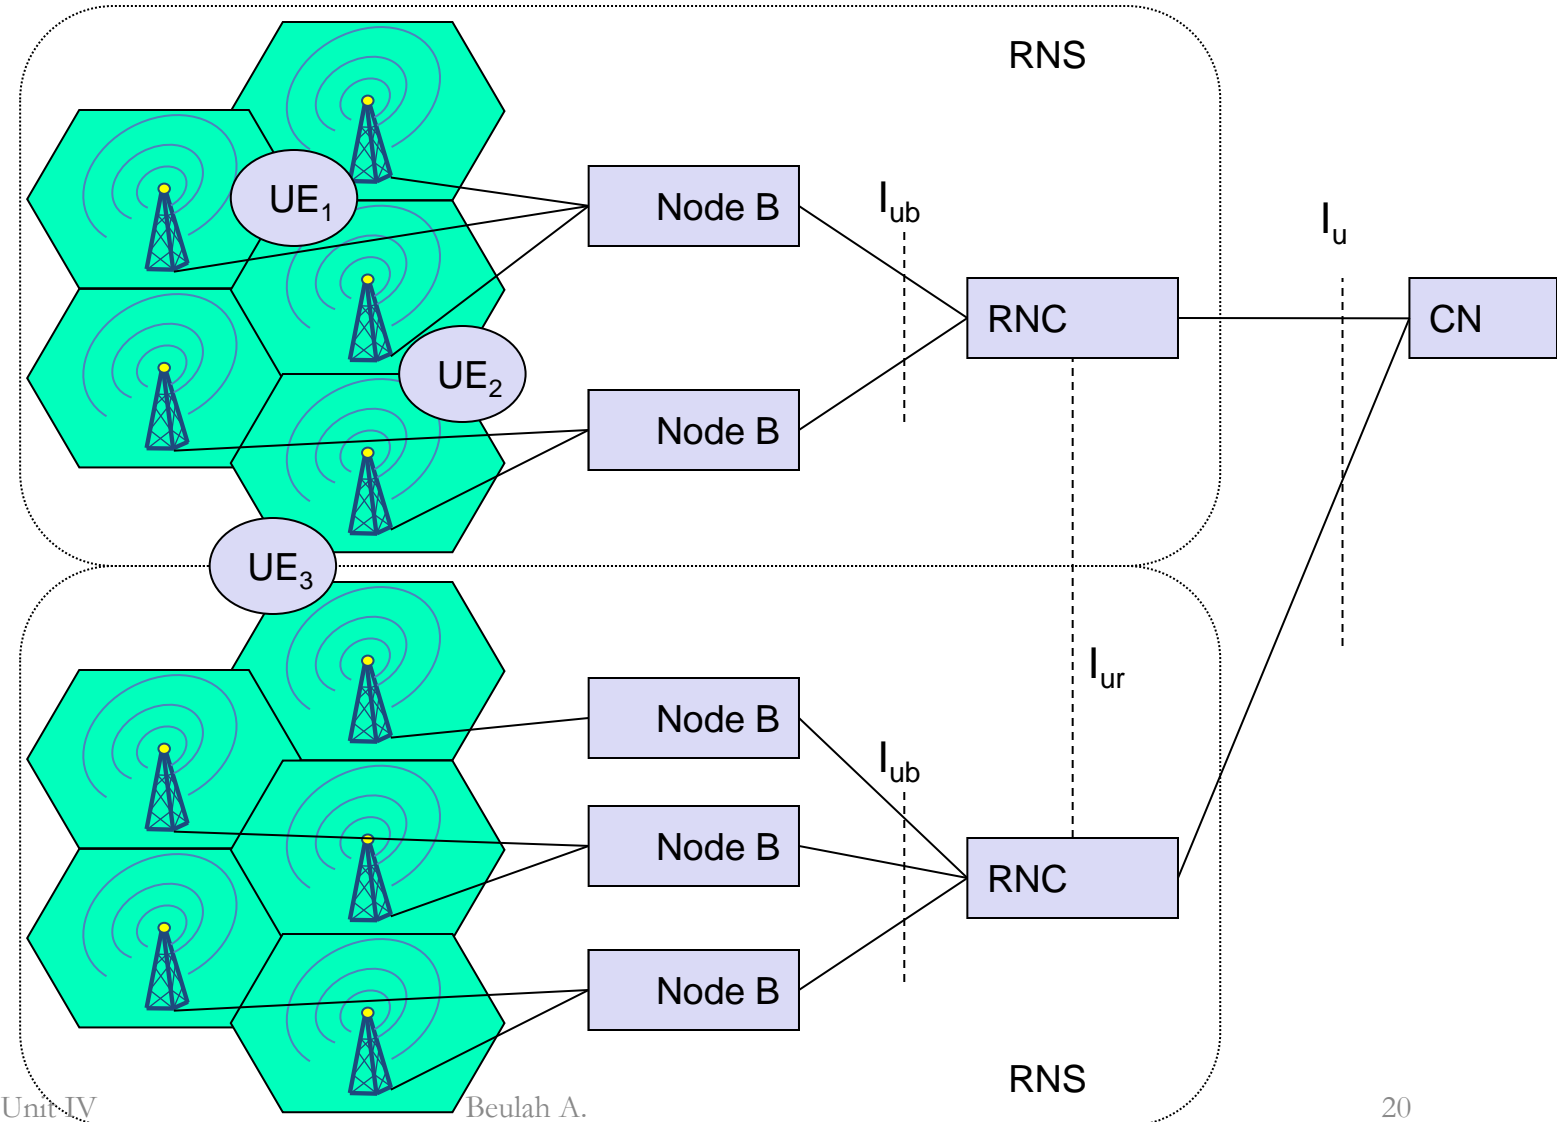 RNS
UE1
Node B
Iub
Iu
RNC
CN
UE2
Node B
UE3
Iur
Node B
Iub
Node B
RNC
Node B
RNS
Unit IV
Beulah A.
20